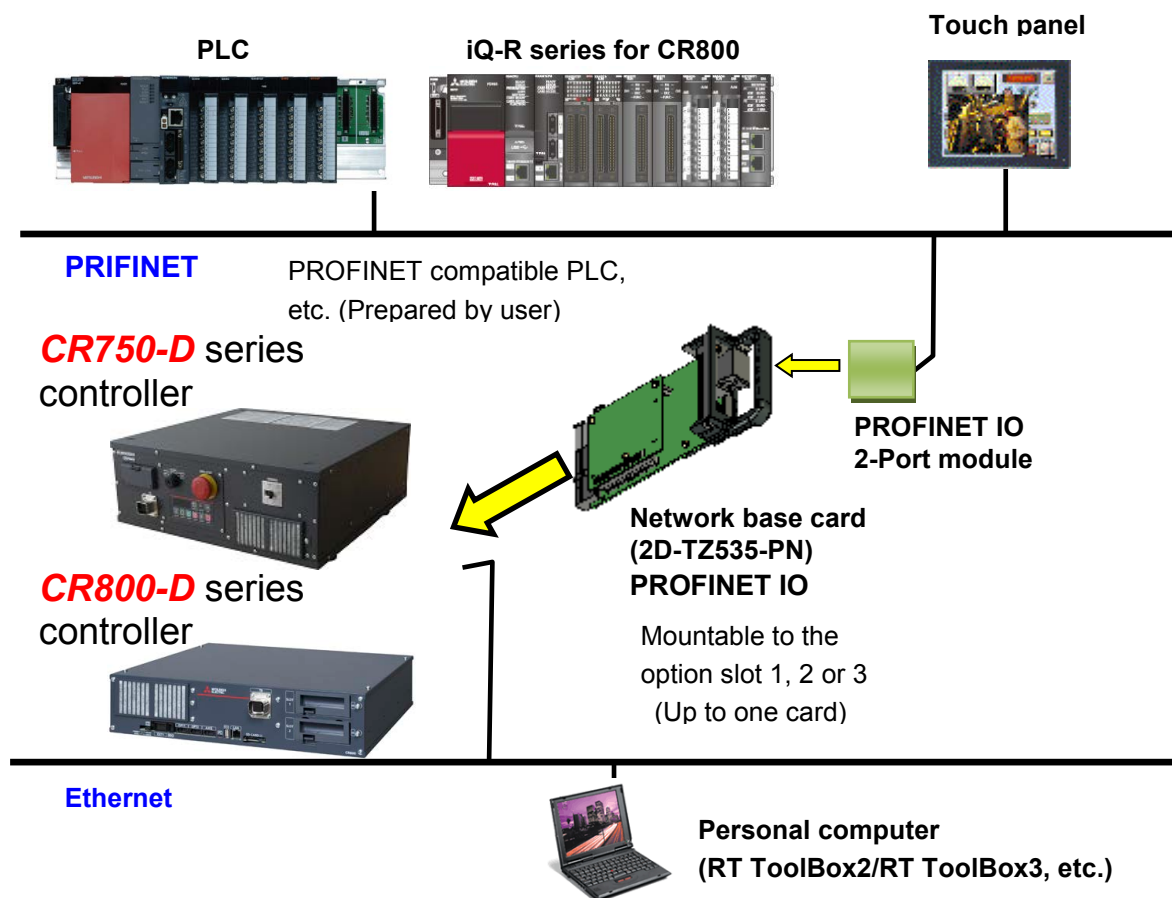 PLC
iQ-R series for CR800
Touch panel
PRIFINET
PROFINET compatible PLC,
etc. (Prepared by user)
CR750-D series
controller
PROFINET IO
2-Port module
Network base card
(2D-TZ535-PN)
PROFINET IO
CR800-D series
controller
Mountable to the
option slot 1, 2 or 3
(Up to one card)
Ethernet
Personal computer
(RT ToolBox2/RT ToolBox3, etc.)